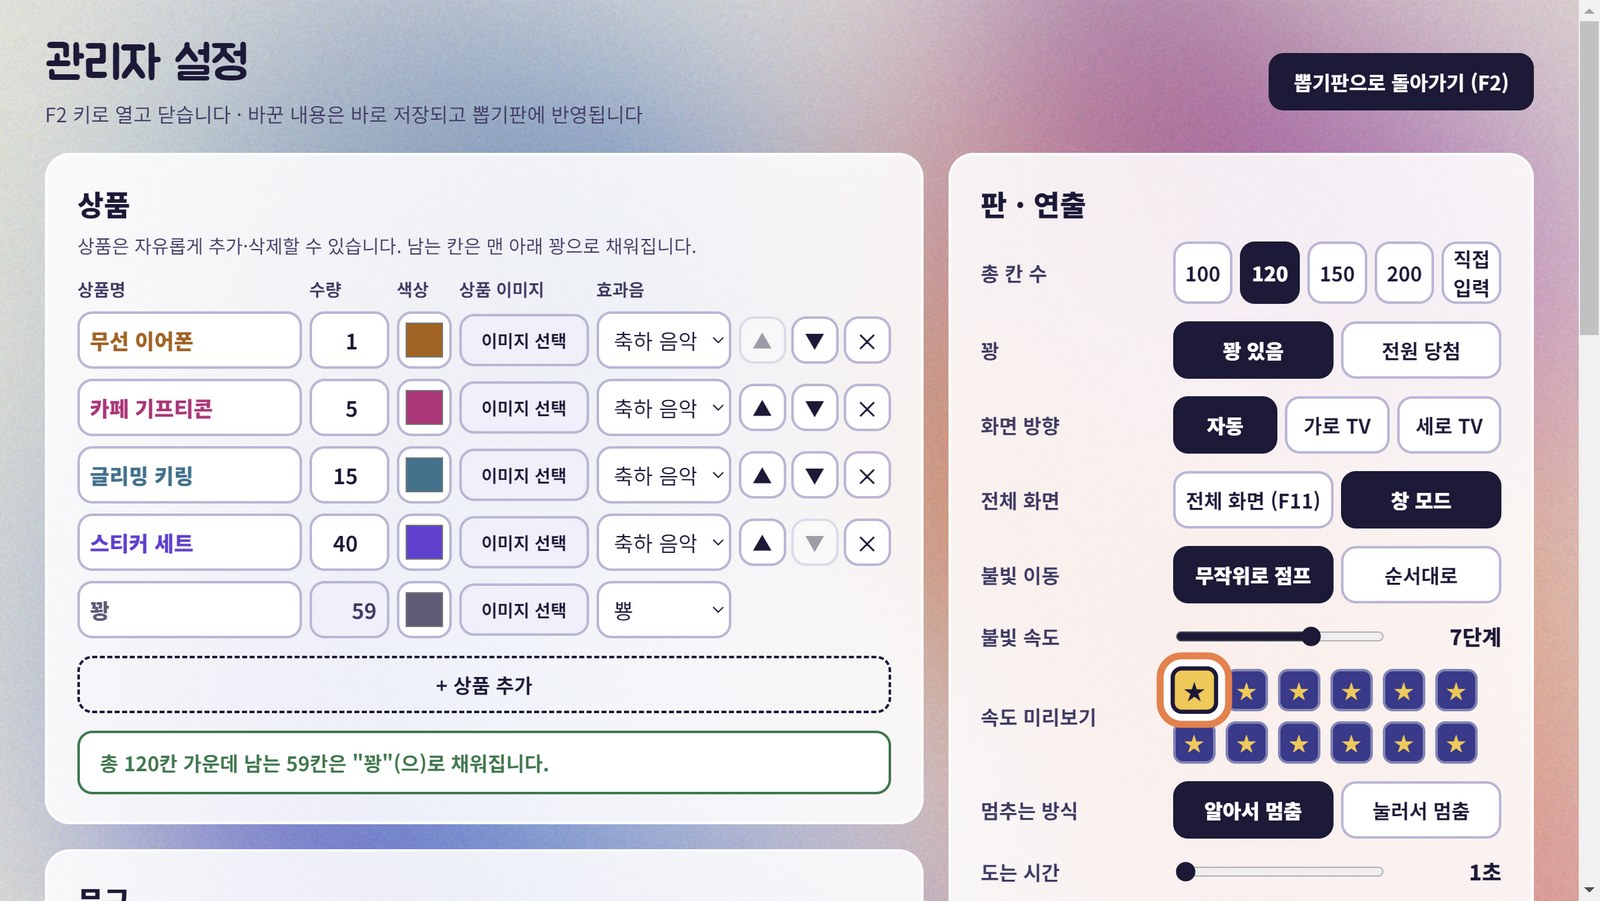 관리자 설정
F2 키로 열고 닫습니다 · 바꾼 내용은 바로 저장되고 뽑기판에 반영됩니다
뽑기판으로 돌아가기 (F2)
상품
상품은 자유롭게 추가·삭제할 수 있습니다. 남는 칸은 맨 아래 꽝으로 채워집니다.
상품명 수량 색상 상품 이미지 효과음
무선 이어폰 1 이미지 선택 축하 음악 ▲ ▼ ×
카페 기프티콘 5 이미지 선택 축하 음악 ▲ ▼ ×
글리밍 키링 15 이미지 선택 축하 음악 ▲ ▼ ×
스티커 세트 40 이미지 선택 축하 음악 ▲ ▼ ×
꽝 59 이미지 선택 뿅
+ 상품 추가
총 120칸 가운데 남는 59칸은 "꽝"(으)로 채워집니다.
판 · 연출
총 칸 수 100 120 150 200 직접
입력
꽝 꽝 있음 전원 당첨
화면 방향 자동 가로 TV 세로 TV
전체 화면 전체 화면 (F11) 창 모드
불빛 이동 무작위로 점프 순서대로
불빛 속도 7단계
속도 미리보기
멈추는 방식 알아서 멈춤 눌러서 멈춤
도는 시간 1초